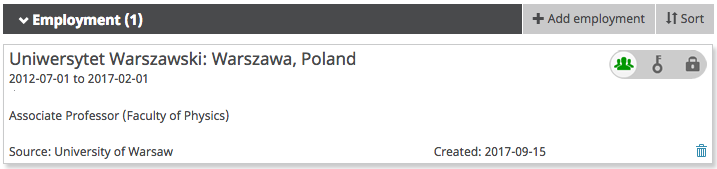 Employment (1)
Add employment
Sort
Uniwersytet Warszawski: Warszawa, Poland
2012-07-01 to 2017-02-01
Associate Professor (Faculty of Physics)
Source: University of Warsaw
Created: 2017-09-15